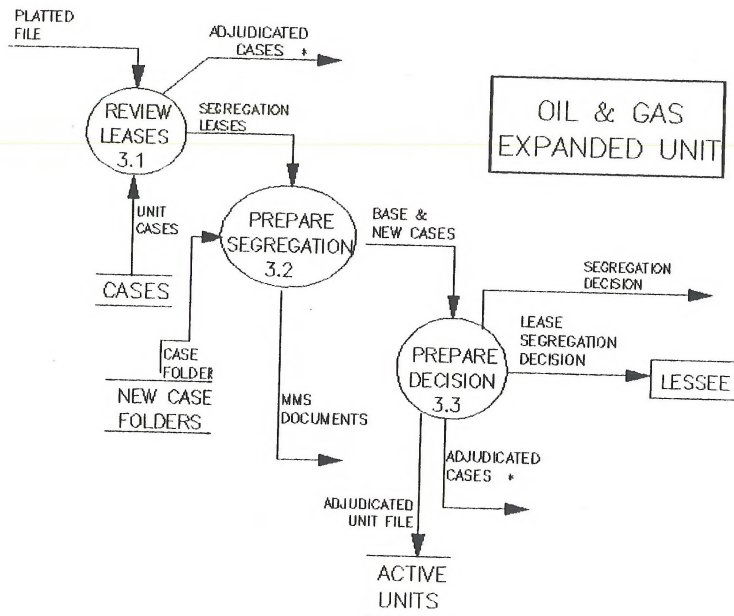 PLATTED
FILE
ADJUDICATED
CASES *
REVIEW
LEASES
3.1
SEGREGATION
LEASES
OIL & GAS
EXPANDED UNIT
UNIT
CASES
CASES
PREPARE
SEGREGATION
3.2
BASE &
NEW CASES
SEGREGATION
DECISION
CASE
FOLDER
NEW CASE
FOLDERS
MMS
DOCUMENTS
PREPARE
DECISION
3.3
LEASE
SEGREGATION
DECISION
LESSEE
ADJUDICATED
CASES *
ADJUDICATED
UNIT FILE
ACTIVE
UNITS